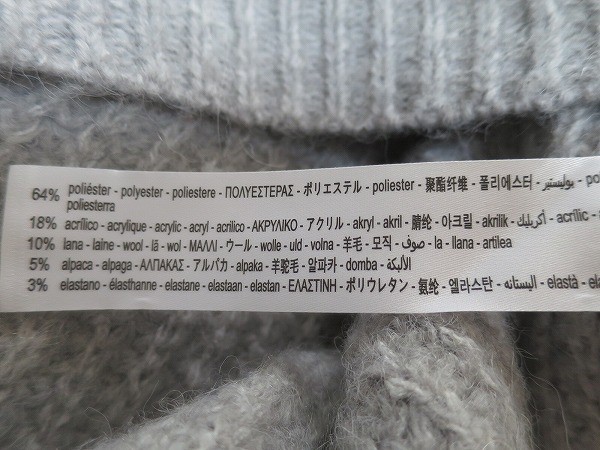 64% poliéster - polyester - poliestere - ΠΟΛΥΕΣΤΕΡΑΣ - ポリエステル - poliester - 聚酯纤维 - 폴리에스터 - بوليستير -
poliesterra
18% acrílico - acrylique - acrylic - acryl - acrilico - ΑΚΡΥΛΙΚΟ - アクリル - akryl - akril - 腈纶 - 아크릴 - akrilik - أكريليك - acrílic -
10% lana - laine - wool - lã - wol - ΜΑΛΛΙ - ウール - wolle - uld - volna - 羊毛 - 모직 - صوف - la - llana - artilea
5% alpaca - alpaga - ΑΛΠΑΚΑΣ - アルパカ - alpaka - 羊驼毛 - 알파카 - domba - الألبكة
3% elastano - élasthanne - elastane - elastaan - elastan - ΕΛΑΣΤΙΝΗ - ポリウレタン - 氨纶 - 엘라스탄 - اليستانه - elastà -